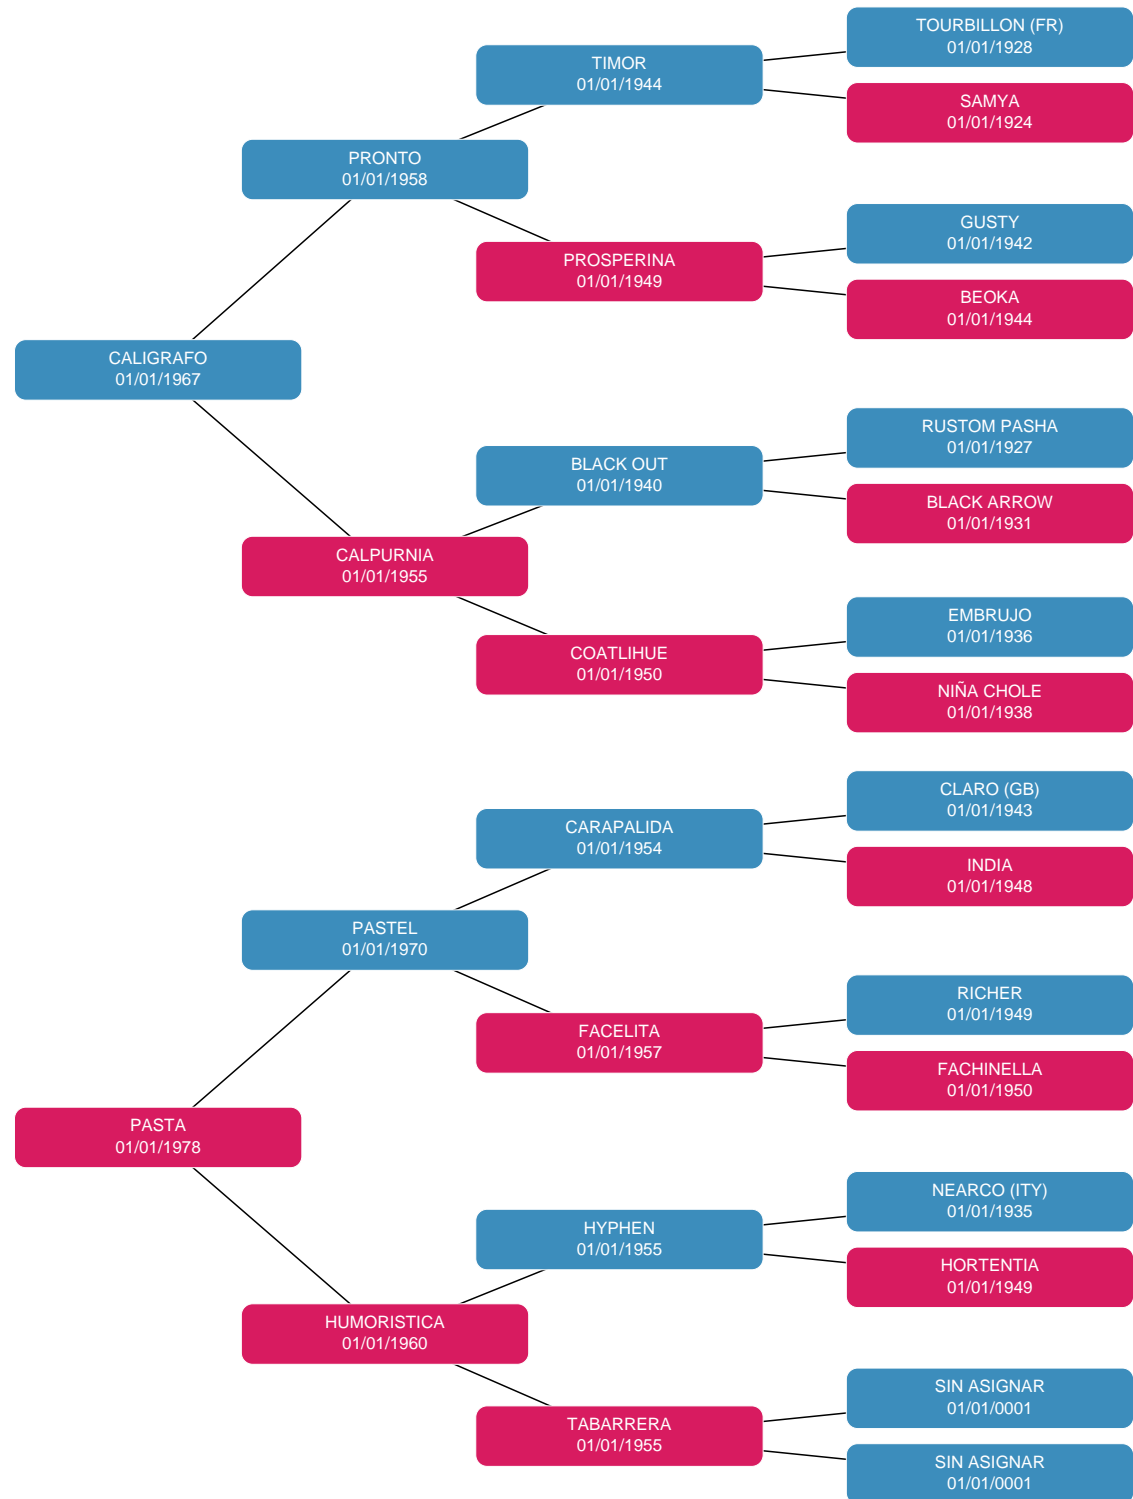 TOURBILLON (FR)
01/01/1928
TIMOR
01/01/1944
SAMYA
01/01/1924
PRONTO
01/01/1958
GUSTY
01/01/1942
PROSPERINA
01/01/1949
BEOKA
01/01/1944
CALIGRAFO
01/01/1967
RUSTOM PASHA
01/01/1927
BLACK OUT
01/01/1940
BLACK ARROW
01/01/1931
CALPURNIA
01/01/1955
EMBRUJO
01/01/1936
COATLIHUE
01/01/1950
NIÑA CHOLE
01/01/1938
CLARO (GB)
01/01/1943
CARAPALIDA
01/01/1954
INDIA
01/01/1948
PASTEL
01/01/1970
RICHER
01/01/1949
FACELITA
01/01/1957
FACHINELLA
01/01/1950
PASTA
01/01/1978
NEARCO (ITY)
01/01/1935
HYPHEN
01/01/1955
HORTENTIA
01/01/1949
HUMORISTICA
01/01/1960
SIN ASIGNAR
01/01/0001
TABARRERA
01/01/1955
SIN ASIGNAR
01/01/0001